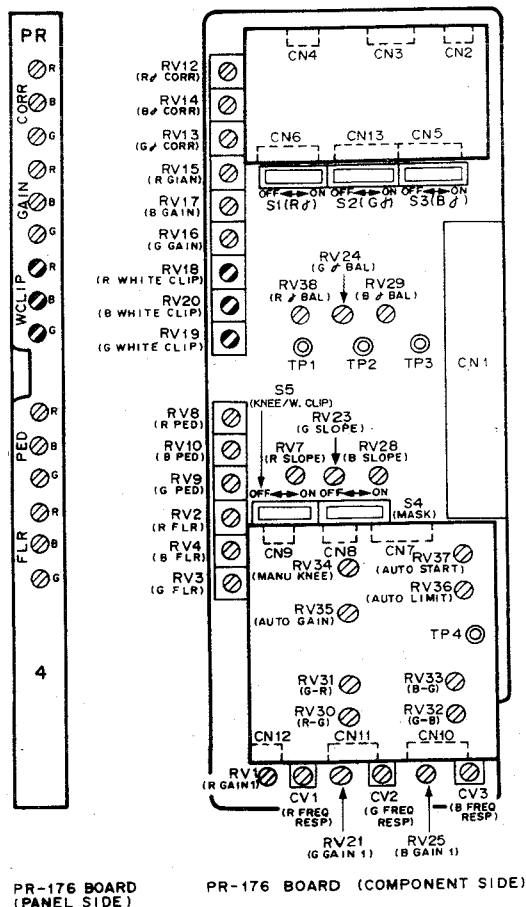 PR
R
B
G
CORR
R
B
G
GAIN
R
B
G
WCLIP
R
B
G
PED
R
B
G
FLR
4
PR-176 BOARD
(PANEL SIDE)
CN4
CN3
CN2
RV12
(R𝛾 CORR)
RV14
(B𝛾 CORR)
RV13
(G𝛾 CORR)
CN6
CN13
CN5
RV15
(R GIAN)
OFF ON
OFF ON
OFF ON
S1(R𝛾)
S2(G𝛾)
S3(B𝛾)
RV17
(B GAIN)
RV16
(G GAIN)
RV24
(G 𝛾 BAL)
RV18
(R WHITE CLIP)
RV38
(R 𝛾 BAL)
RV29
(B 𝛾 BAL)
RV20
(B WHITE CLIP)
RV19
(G WHITE CLIP)
TP1
TP2
TP3
CN1
S5
(KNEE/W. CLIP)
RV8
(R PED)
RV23
(G SLOPE)
RV10
(B PED)
RV7
(R SLOPE)
RV28
(B SLOPE)
RV9
(G PED)
OFF ON
OFF ON
S4
(MASK)
RV2
(R FLR)
RV4
(B FLR)
RV3
(G FLR)
CN9
CN8
CN7
RV34
(MANU KNEE)
RV37
(AUTO START)
RV36
(AUTO LIMIT)
RV35
(AUTO GAIN)
TP4
RV31
(G-R)
RV33
(B-G)
RV30
(R-G)
RV32
(G-B)
CN12
CN11
CN10
RV1
(R GAIN1)
CV1
(R FREQ
RESP)
CV2
(G FREQ
RESP)
CV3
(B FREQ
RESP)
RV21
(G GAIN 1)
RV25
(B GAIN 1)
PR-176 BOARD (COMPONENT SIDE)